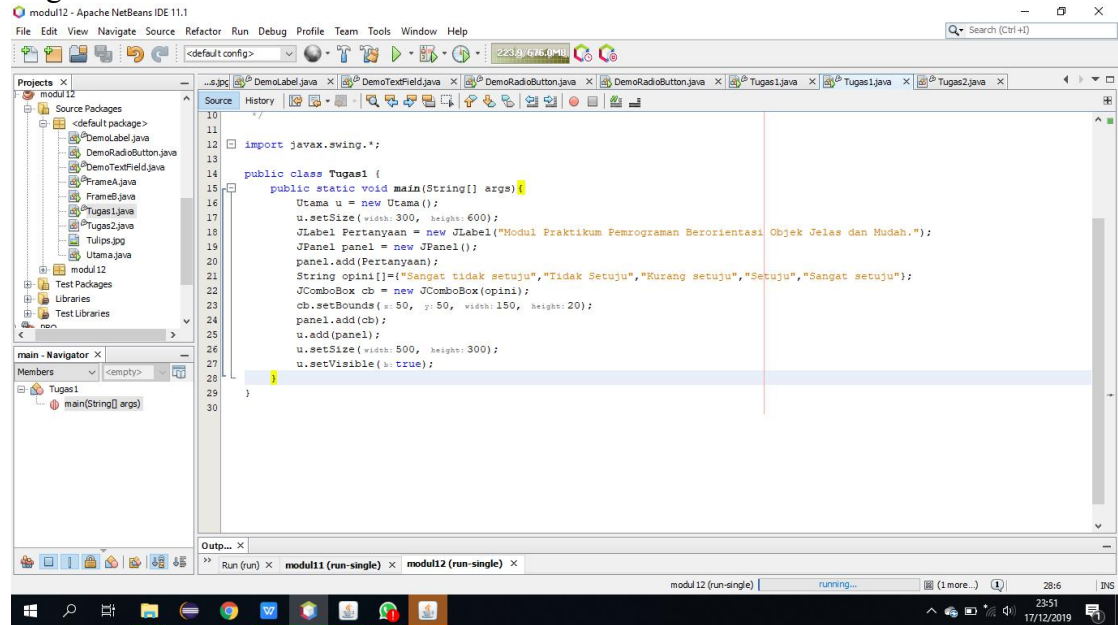 modul12 - Apache NetBeans IDE 11.1
File Edit View Navigate Source Refactor Run Debug Profile Team Tools Window Help
Search (Ctrl+I)
<default config>
223.9/676.0MB
Projects
...s.jpg DemoLabel.java DemoTextField.java DemoRadioButton.java DemoRadioButton.java Tugas1.java Tugas1.java Tugas2.java
modul12
Source Packages
<default package>
DemoLabel.java
DemoRadioButton.java
DemoTextField.java
FrameA.java
FrameB.java
Tugas1.java
Tugas2.java
Tulips.jpg
Utama.java
modul12
Test Packages
Libraries
Test Libraries
PBO
Source History
10 */
11
12 import javax.swing.*;
13
14 public class Tugas1 {
15 public static void main(String[] args){
16 Utama u = new Utama();
17 u.setSize(width: 300, height: 600);
18 JLabel Pertanyaan = new JLabel("Modul Praktikum Pemrograman Berorientasi Objek Jelas dan Mudah.");
19 JPanel panel = new JPanel();
20 panel.add(Pertanyaan);
21 String opini[]={"Sangat tidak setuju","Tidak Setuju","Kurang setuju","Setuju","Sangat setuju"};
22 JComboBox cb = new JComboBox(opini);
23 cb.setBounds(x: 50, y: 50, width: 150, height: 20);
24 panel.add(cb);
25 u.add(panel);
26 u.setSize(width: 500, height: 300);
27 u.setVisible(b: true);
28 }
29 }
30
main - Navigator
Members <empty>
Tugas1
main(String[] args)
Outp...
Run (run) modul11 (run-single) modul12 (run-single)
modul12 (run-single) running... (1 more...) 1 28:6 INS
23:51
17/12/2019